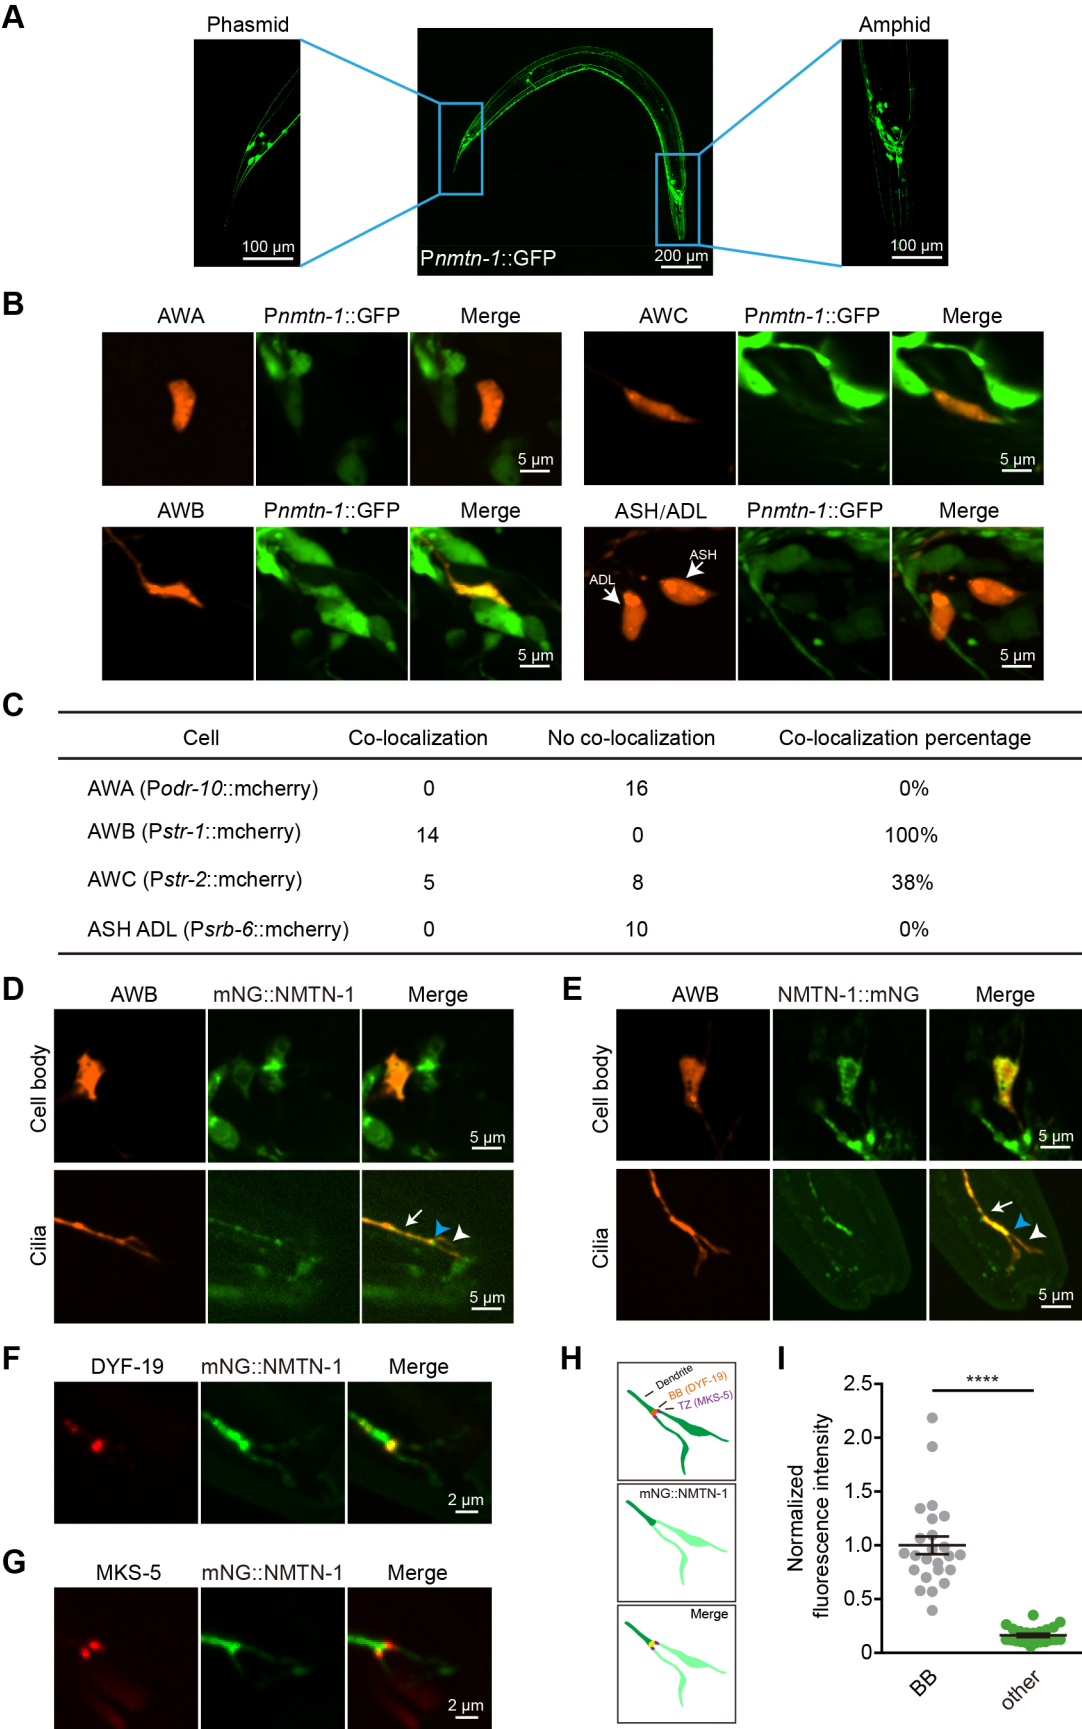 A
Phasmid
Amphid
100 µm
Pnmtn-1::GFP
200 µm
100 µm
B
AWA Pnmtn-1::GFP Merge
AWC Pnmtn-1::GFP Merge
5 µm
5 µm
AWB Pnmtn-1::GFP Merge
ASH/ADL Pnmtn-1::GFP Merge
ASH
ADL
5 µm
5 µm
C
Cell Co-localization No co-localization Co-localization percentage
AWA (Podr-10::mcherry) 0 16 0%
AWB (Pstr-1::mcherry) 14 0 100%
AWC (Pstr-2::mcherry) 5 8 38%
ASH ADL (Psrb-6::mcherry) 0 10 0%
D
AWB mNG::NMTN-1 Merge
Cell body
5 µm
Cilia
5 µm
E
AWB NMTN-1::mNG Merge
Cell body
5 µm
Cilia
5 µm
F
DYF-19 mNG::NMTN-1 Merge
2 µm
G
MKS-5 mNG::NMTN-1 Merge
2 µm
H
Dendrite
BB (DYF-19)
TZ (MKS-5)
mNG::NMTN-1
Merge
I
Normalized
fluorescence intensity
2.5
2.0
1.5
1.0
0.5
0
****
BB
other